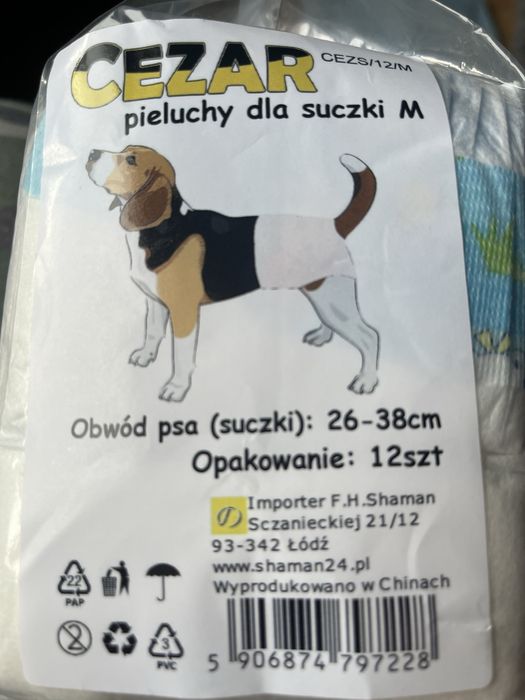 CEZAR
CEZS/12/M
pieluchy dla suczki M
Obwód psa (suczki): 26-38cm
Opakowanie: 12szt
Importer F.H.Shaman
Sczanieckiej 21/12
93-342 Łódź
www.shaman24.pl
Wyprodukowano w Chinach
22
PAP
2
3
PVC
5 906874 797228